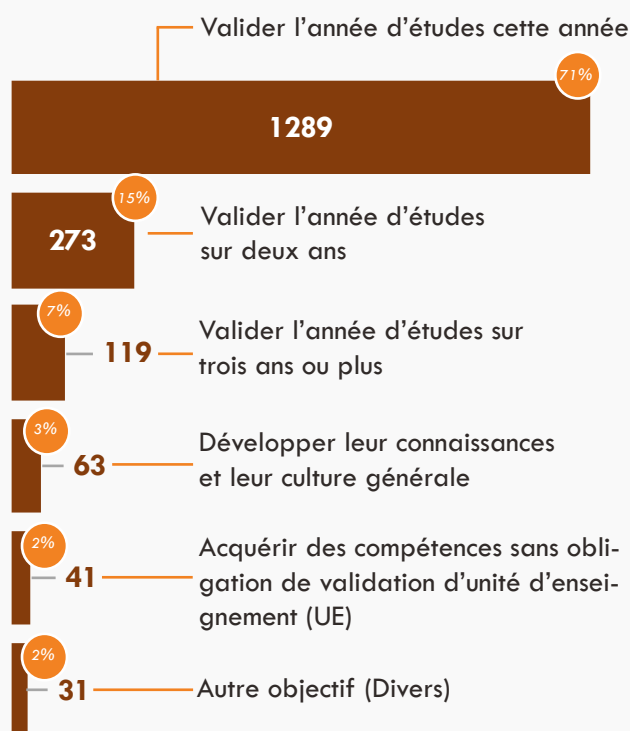 Valider l'année d'études cette année
71%
1289
15%
273
Valider l'année d'études
sur deux ans
7%
119
Valider l'année d'études sur
trois ans ou plus
3%
63
Développer leur connaissances
et leur culture générale
2%
41
Acquérir des compétences sans obli-
gation de validation d'unité d'ensei-
gnement (UE)
2%
31
Autre objectif (Divers)